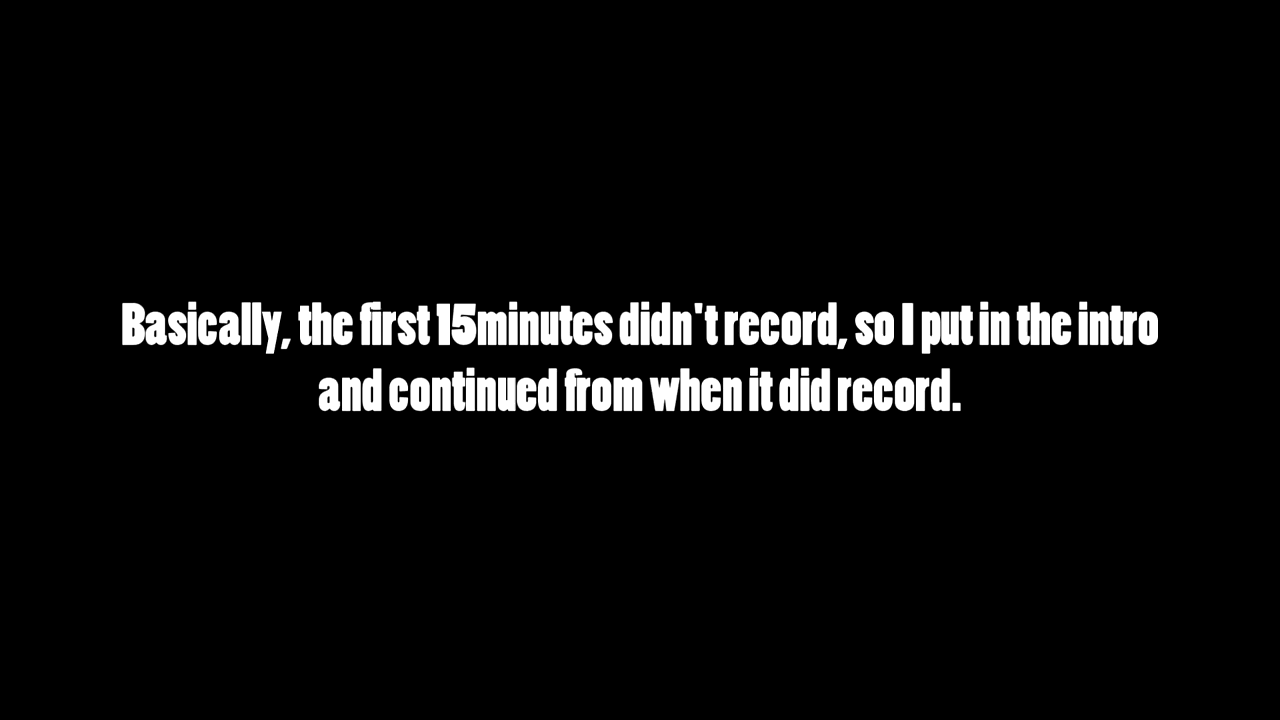 Basically, the first 15minutes didn't record, so I put in the intro
and continued from when it did record.